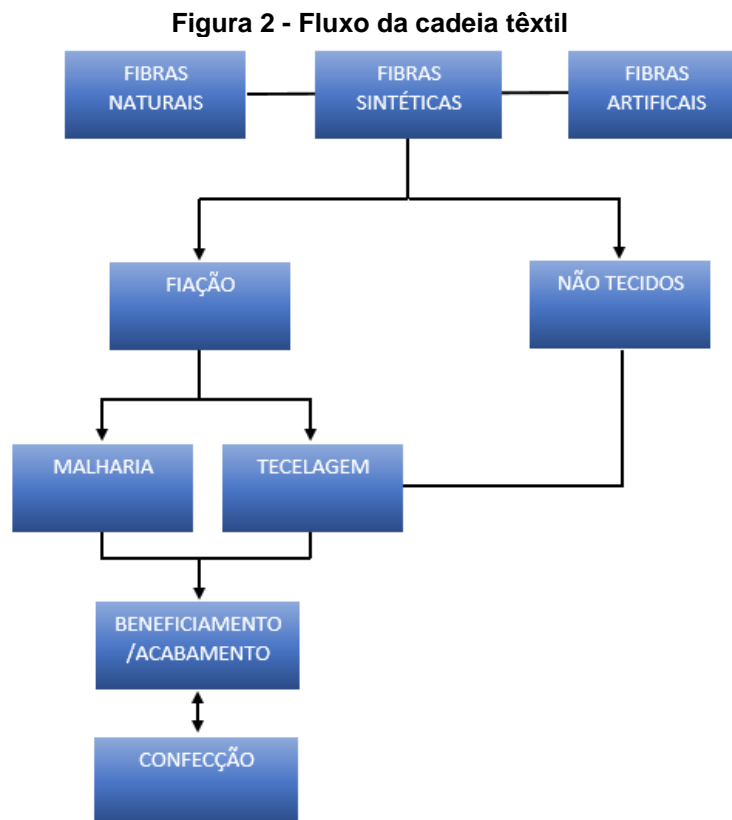 Figura 2 - Fluxo da cadeia têxtil
FIBRAS
NATURAIS
FIBRAS
SINTÉTICAS
FIBRAS
ARTIFICAIS
FIAÇÃO
NÃO TECIDOS
MALHARIA
TECELAGEM
BENEFICIAMENTO
/ACABAMENTO
CONFECÇÃO